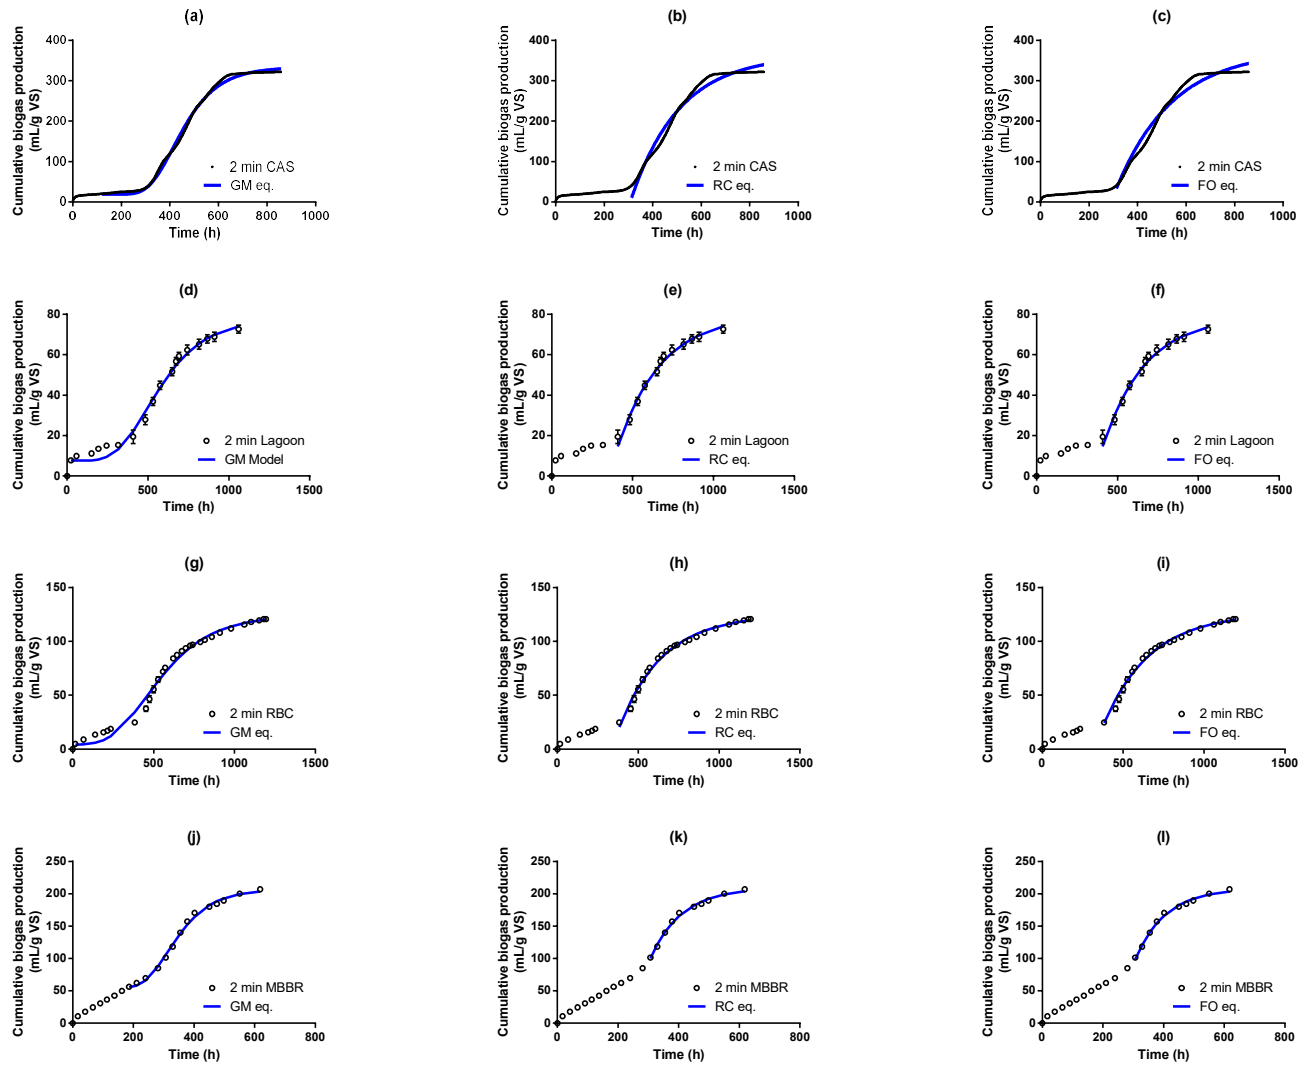 (a)
Cumulative biogas production
(mL/g VS)
400
300
200
100
0
0 200 400 600 800 1000
Time (h)
2 min CAS
GM eq.
(b)
Cumulative biogas production
(mL/g VS)
400
300
200
100
0
0 200 400 600 800 1000
Time (h)
2 min CAS
RC eq.
(c)
Cumulative biogas production
(mL/g VS)
400
300
200
100
0
0 200 400 600 800 1000
Time (h)
2 min CAS
FO eq.
(d)
Cumulative biogas production
(mL/g VS)
80
60
40
20
0
0 500 1000 1500
Time (h)
2 min Lagoon
GM Model
(e)
Cumulative biogas production
(mL/g VS)
80
60
40
20
0
0 500 1000 1500
Time (h)
2 min Lagoon
RC eq.
(f)
Cumulative biogas production
(mL/g VS)
80
60
40
20
0
0 500 1000 1500
Time (h)
2 min Lagoon
FO eq.
(g)
Cumulative biogas production
(mL/g VS)
150
100
50
0
0 500 1000 1500
Time (h)
2 min RBC
GM eq.
(h)
Cumulative biogas production
(mL/g VS)
150
100
50
0
0 500 1000 1500
Time (h)
2 min RBC
RC eq.
(i)
Cumulative biogas production
(mL/g VS)
150
100
50
0
0 500 1000 1500
Time (h)
2 min RBC
FO eq.
(j)
Cumulative biogas production
(mL/g VS)
250
200
150
100
50
0
0 200 400 600 800
Time (h)
2 min MBBR
GM eq.
(k)
Cumulative biogas production
(mL/g VS)
250
200
150
100
50
0
0 200 400 600 800
Time (h)
2 min MBBR
RC eq.
(l)
Cumulative biogas production
(mL/g VS)
250
200
150
100
50
0
0 200 400 600 800
Time (h)
2 min MBBR
FO eq.